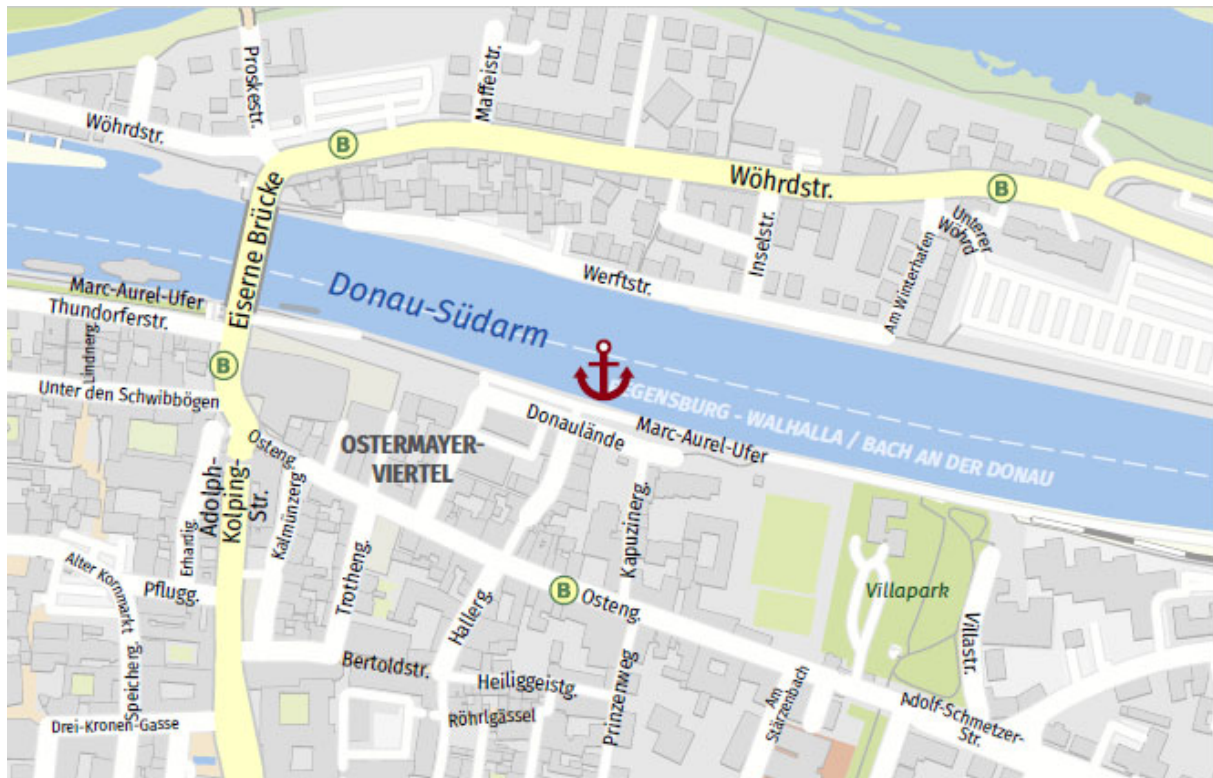 Proskestr.
Maffeistr.
Wöhrdstr.
B
Wöhrdstr.
B
Eiserne Brücke
Inselstr.
Unterer
Wöhrd
Am Winterhafen
Werftstr.
Donau-Südarm
Marc-Aurel-Ufer
Thundorferstr.
Lindnerg.
B
Unter den Schwibbögen
EGENSBURG - WALHALLA / BACH AN DER DONAU
Donaulände
Marc-Aurel-Ufer
Osteng.
OSTERMAYER-
VIERTEL
Adolph-
Kolping-
Str.
Kalmünzerg
Erhardig.
Trotheng.
Kapuzinerg.
Alter Kornmarkt
Pflugg.
Hallerg.
B
Osteng.
Villapark
Villastr.
Speicherg.
Bertoldstr.
Heiliggeistg.
Röhrlgässel
Prinzenweg
Am
Stärzenbach
Adolf-Schmetzer-
Str.
Drei-Kronen-Gasse